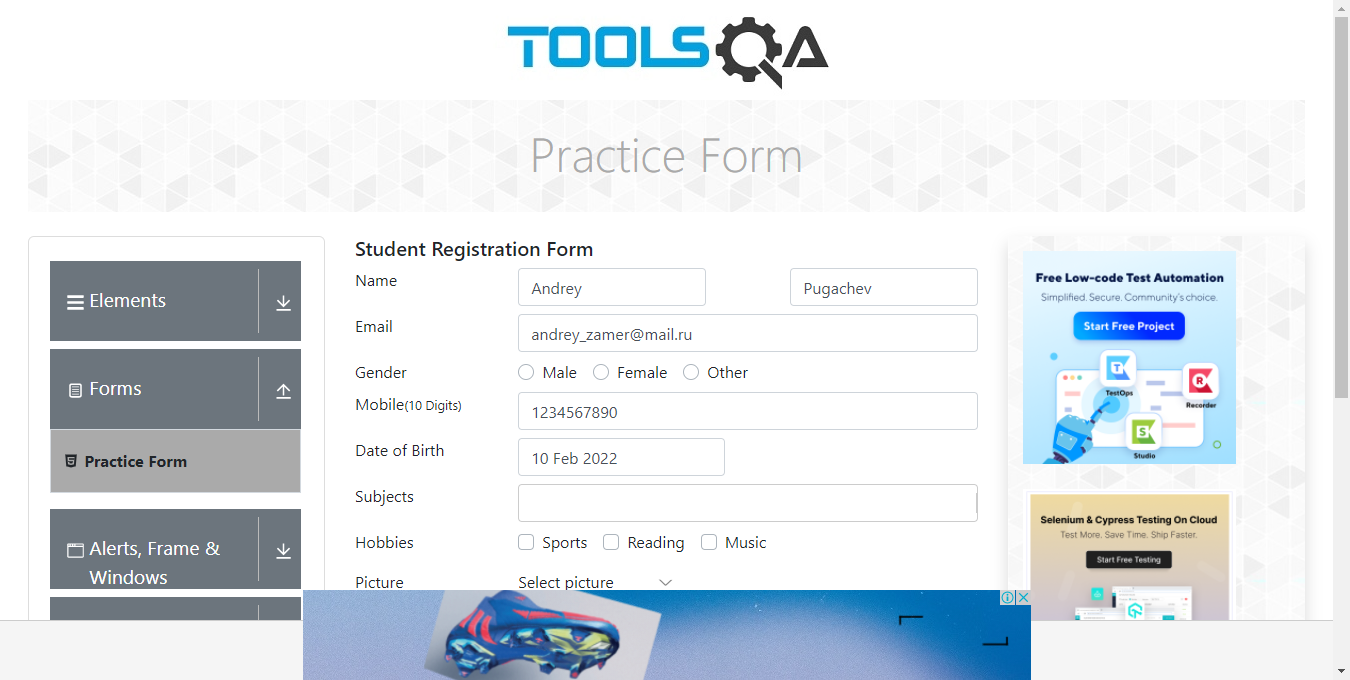 TOOLSQA
Practice Form
Elements
Forms
Practice Form
Alerts, Frame &
Windows
Student Registration Form
Name
Andrey
Pugachev
Email
andrey_zamer@mail.ru
Gender
Male
Female
Other
Mobile(10 Digits)
1234567890
Date of Birth
10 Feb 2022
Subjects
Hobbies
Sports
Reading
Music
Picture
Select picture
Free Low-code Test Automation
Simplified. Secure. Community's choice.
Start Free Project
T
TestOps
R
Recorder
S
Studio
Selenium & Cypress Testing On Cloud
Test More. Save Time. Ship Faster.
Start Free Testing